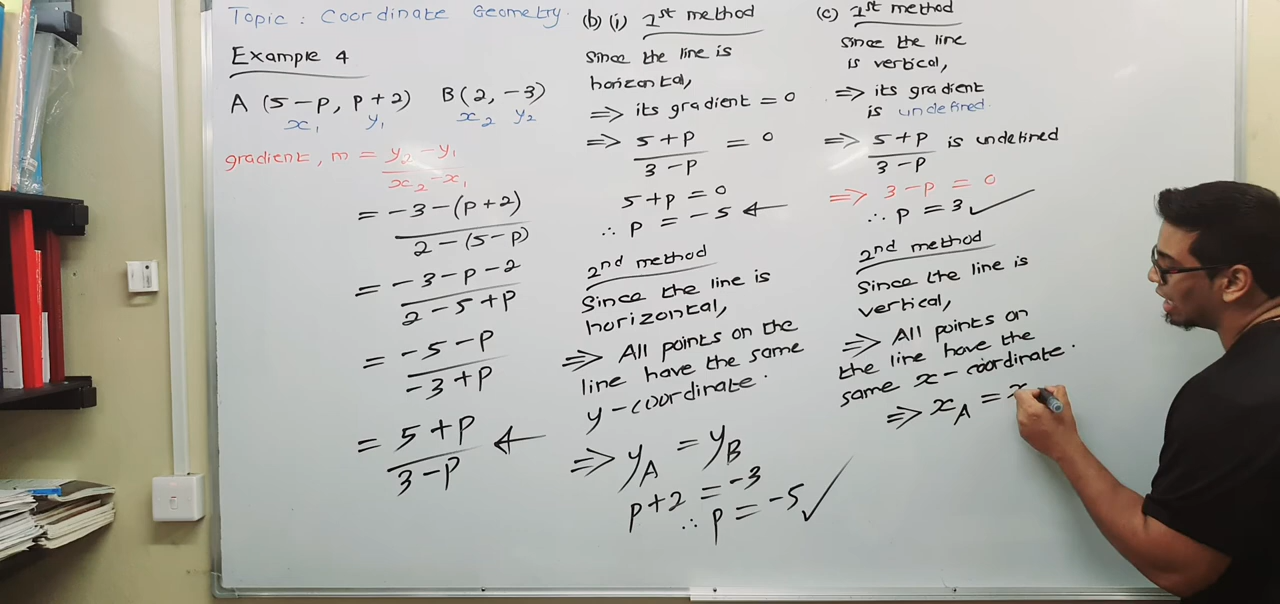 Topic : Coordinate Geometry.
Example 4
A (5-p, p+2) B(2, -3)
x₁ y₁ x₂ y₂
gradient, m = y₂-y₁
x₂-x₁
= -3-(p+2)
2-(5-p)
= -3-p-2
2-5+p
= -5-p
-3+p
= 5+p ←
3-p
(b) (i) 1st method
Since the line is
horizontal,
⇒ its gradient = 0
⇒ 5+p = 0
3-p
5+p=0
∴ p = -5 ←
2nd method
Since the line is
horizontal,
⇒ All points on the
line have the same
y-coordinate.
⇒ yA = yB
p+2 = -3
∴ p = -5 ✓
(c) 1st method
Since the line
is vertical,
⇒ its gradient
is undefined.
⇒ 5+p is undefined
3-p
⇒ 3-p = 0
∴ p = 3 ✓
2nd method
Since the line is
vertical,
⇒ All points on
the line have the
same x-coordinate.
⇒ xA = x